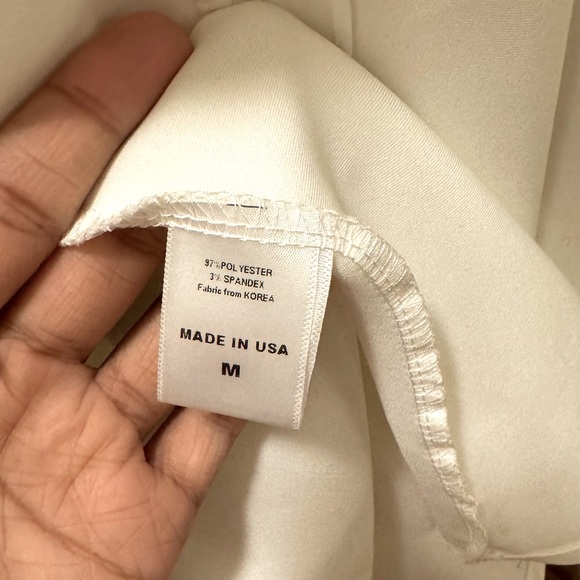 97%POLYESTER
3% SPANDEX
Fabric from KOREA
MADE IN USA
M